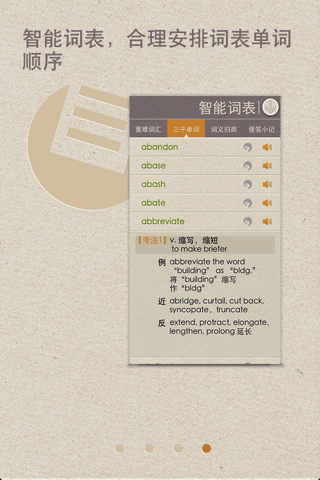 智能词表，合理安排词表单词
顺序
智能词表
重难词汇 三千单词 词义归类 便笺小记
abandon
abase
abash
abate
abbreviate
【考法1】 v. 缩写，缩短
to make briefer
例 abbreviate the word
“building” as “bldg.”
将 “building” 缩写
作 “bldg”
近 abridge, curtail, cut back,
syncopate，truncate
反 extend, protract, elongate,
lengthen, prolong 延长